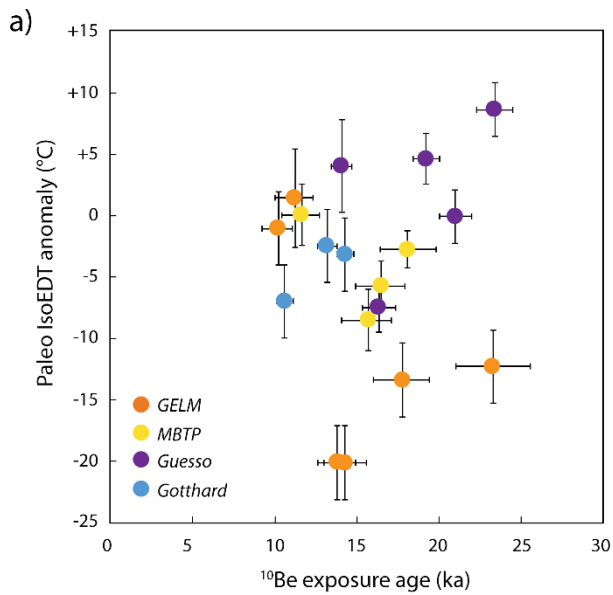 a)
Paleo IsoEDT anomaly (°C)
+15
+10
+5
0
-5
-10
-15
-20
-25
GELM
MBTP
Guesso
Gotthard
0
10
15
20
25
30
¹⁰Be exposure age (ka)